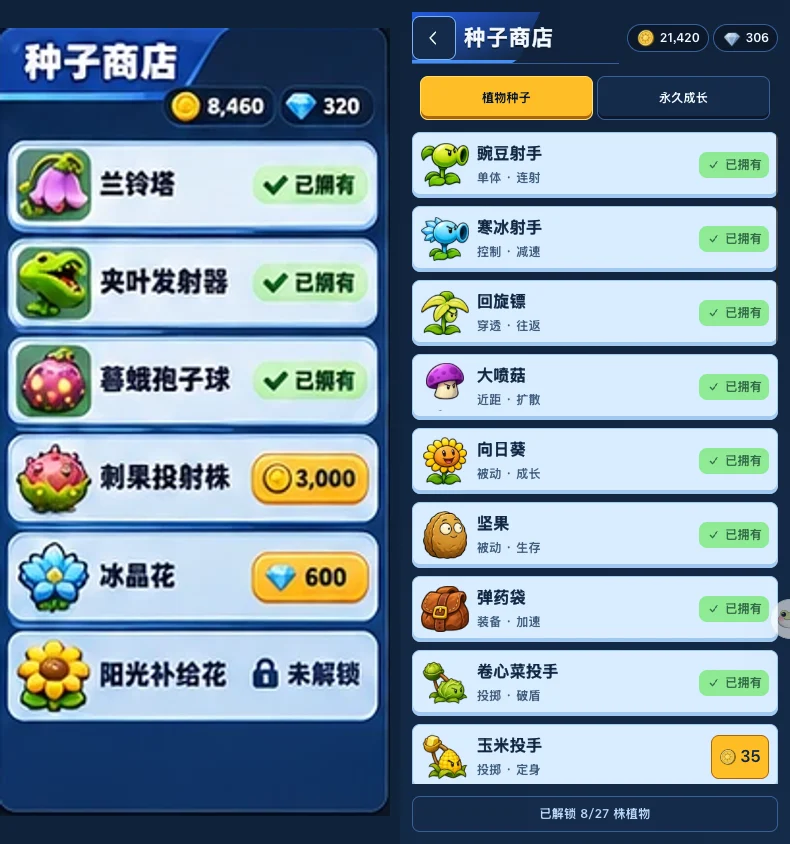 种子商店
8,460
320
兰铃塔
已拥有
夹叶发射器
已拥有
暮蛾孢子球
已拥有
刺果投射株
3,000
冰晶花
600
阳光补给花
未解锁
种子商店
21,420
306
植物种子
永久成长
豌豆射手
单体 · 连射
已拥有
寒冰射手
控制 · 减速
已拥有
回旋镖
穿透 · 往返
已拥有
大喷菇
近距 · 扩散
已拥有
向日葵
被动 · 成长
已拥有
坚果
被动 · 生存
已拥有
弹药袋
装备 · 加速
已拥有
卷心菜投手
投掷 · 破盾
已拥有
玉米投手
投掷 · 定身
35
已解锁 8/27 株植物